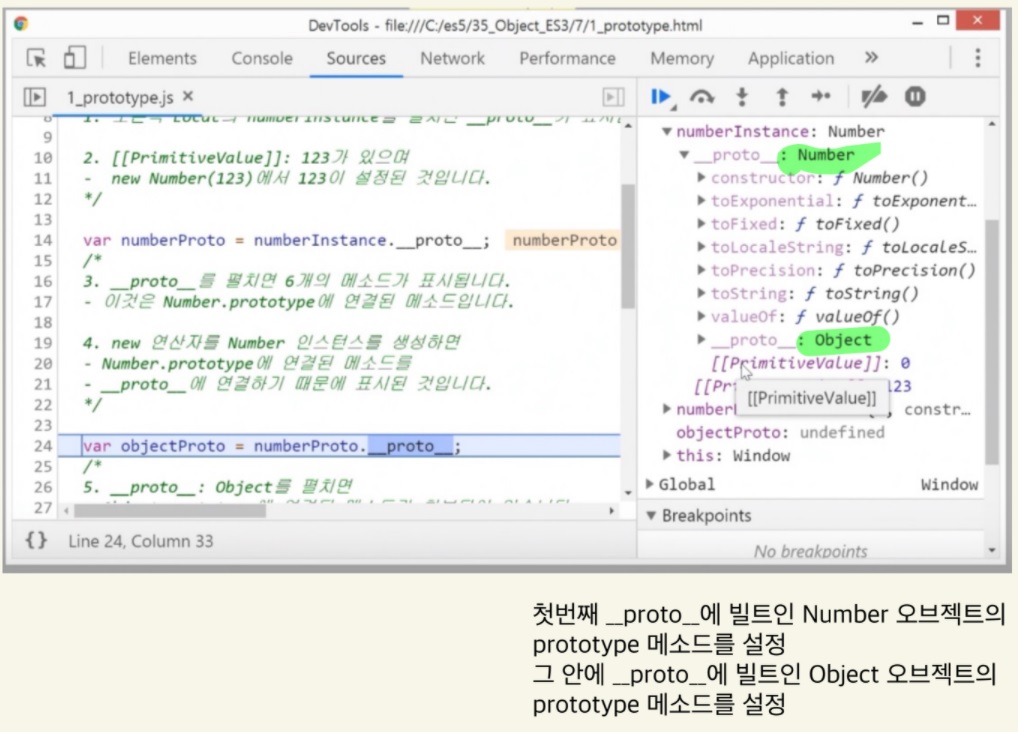 DevTools - file:///C:/es5/35_Object_ES3/7/1_prototype.html
Elements Console Sources Network Performance Memory Application »
1_prototype.js ×
8 1. Local numberInstance
9
10 2. [[PrimitiveValue]]: 123가 있으며
11 - new Number(123)에서 123이 설정된 것입니다.
12 */
13
14 var numberProto = numberInstance.__proto__; numberProto
15 /*
16 3. __proto__를 펼치면 6개의 메소드가 표시됩니다.
17 - 이것은 Number.prototype에 연결된 메소드입니다.
18
19 4. new 연산자를 Number 인스턴스를 생성하면
20 - Number.prototype에 연결된 메소드를
21 - __proto__에 연결하기 때문에 표시된 것입니다.
22 */
23
24 var objectProto = numberProto.__proto__;
25 /*
26 5. __proto__: Object를 펼치면
27
{} Line 24, Column 33
▼numberInstance: Number
▼__proto__: Number
▶constructor: ƒ Number()
▶toExponential: ƒ toExponent…
▶toFixed: ƒ toFixed()
▶toLocaleString: ƒ toLocaleS…
▶toPrecision: ƒ toPrecision()
▶toString: ƒ toString()
▶valueOf: ƒ valueOf()
▶__proto__: Object
[[PrimitiveValue]]: 0
[[Pr 123
[[PrimitiveValue]]
▶number , constr…
objectProto: undefined
▶this: Window
▶Global Window
▼Breakpoints
No breakpoints
첫번째 __proto__에 빌트인 Number 오브젝트의
prototype 메소드를 설정
그 안에 __proto__에 빌트인 Object 오브젝트의
prototype 메소드를 설정